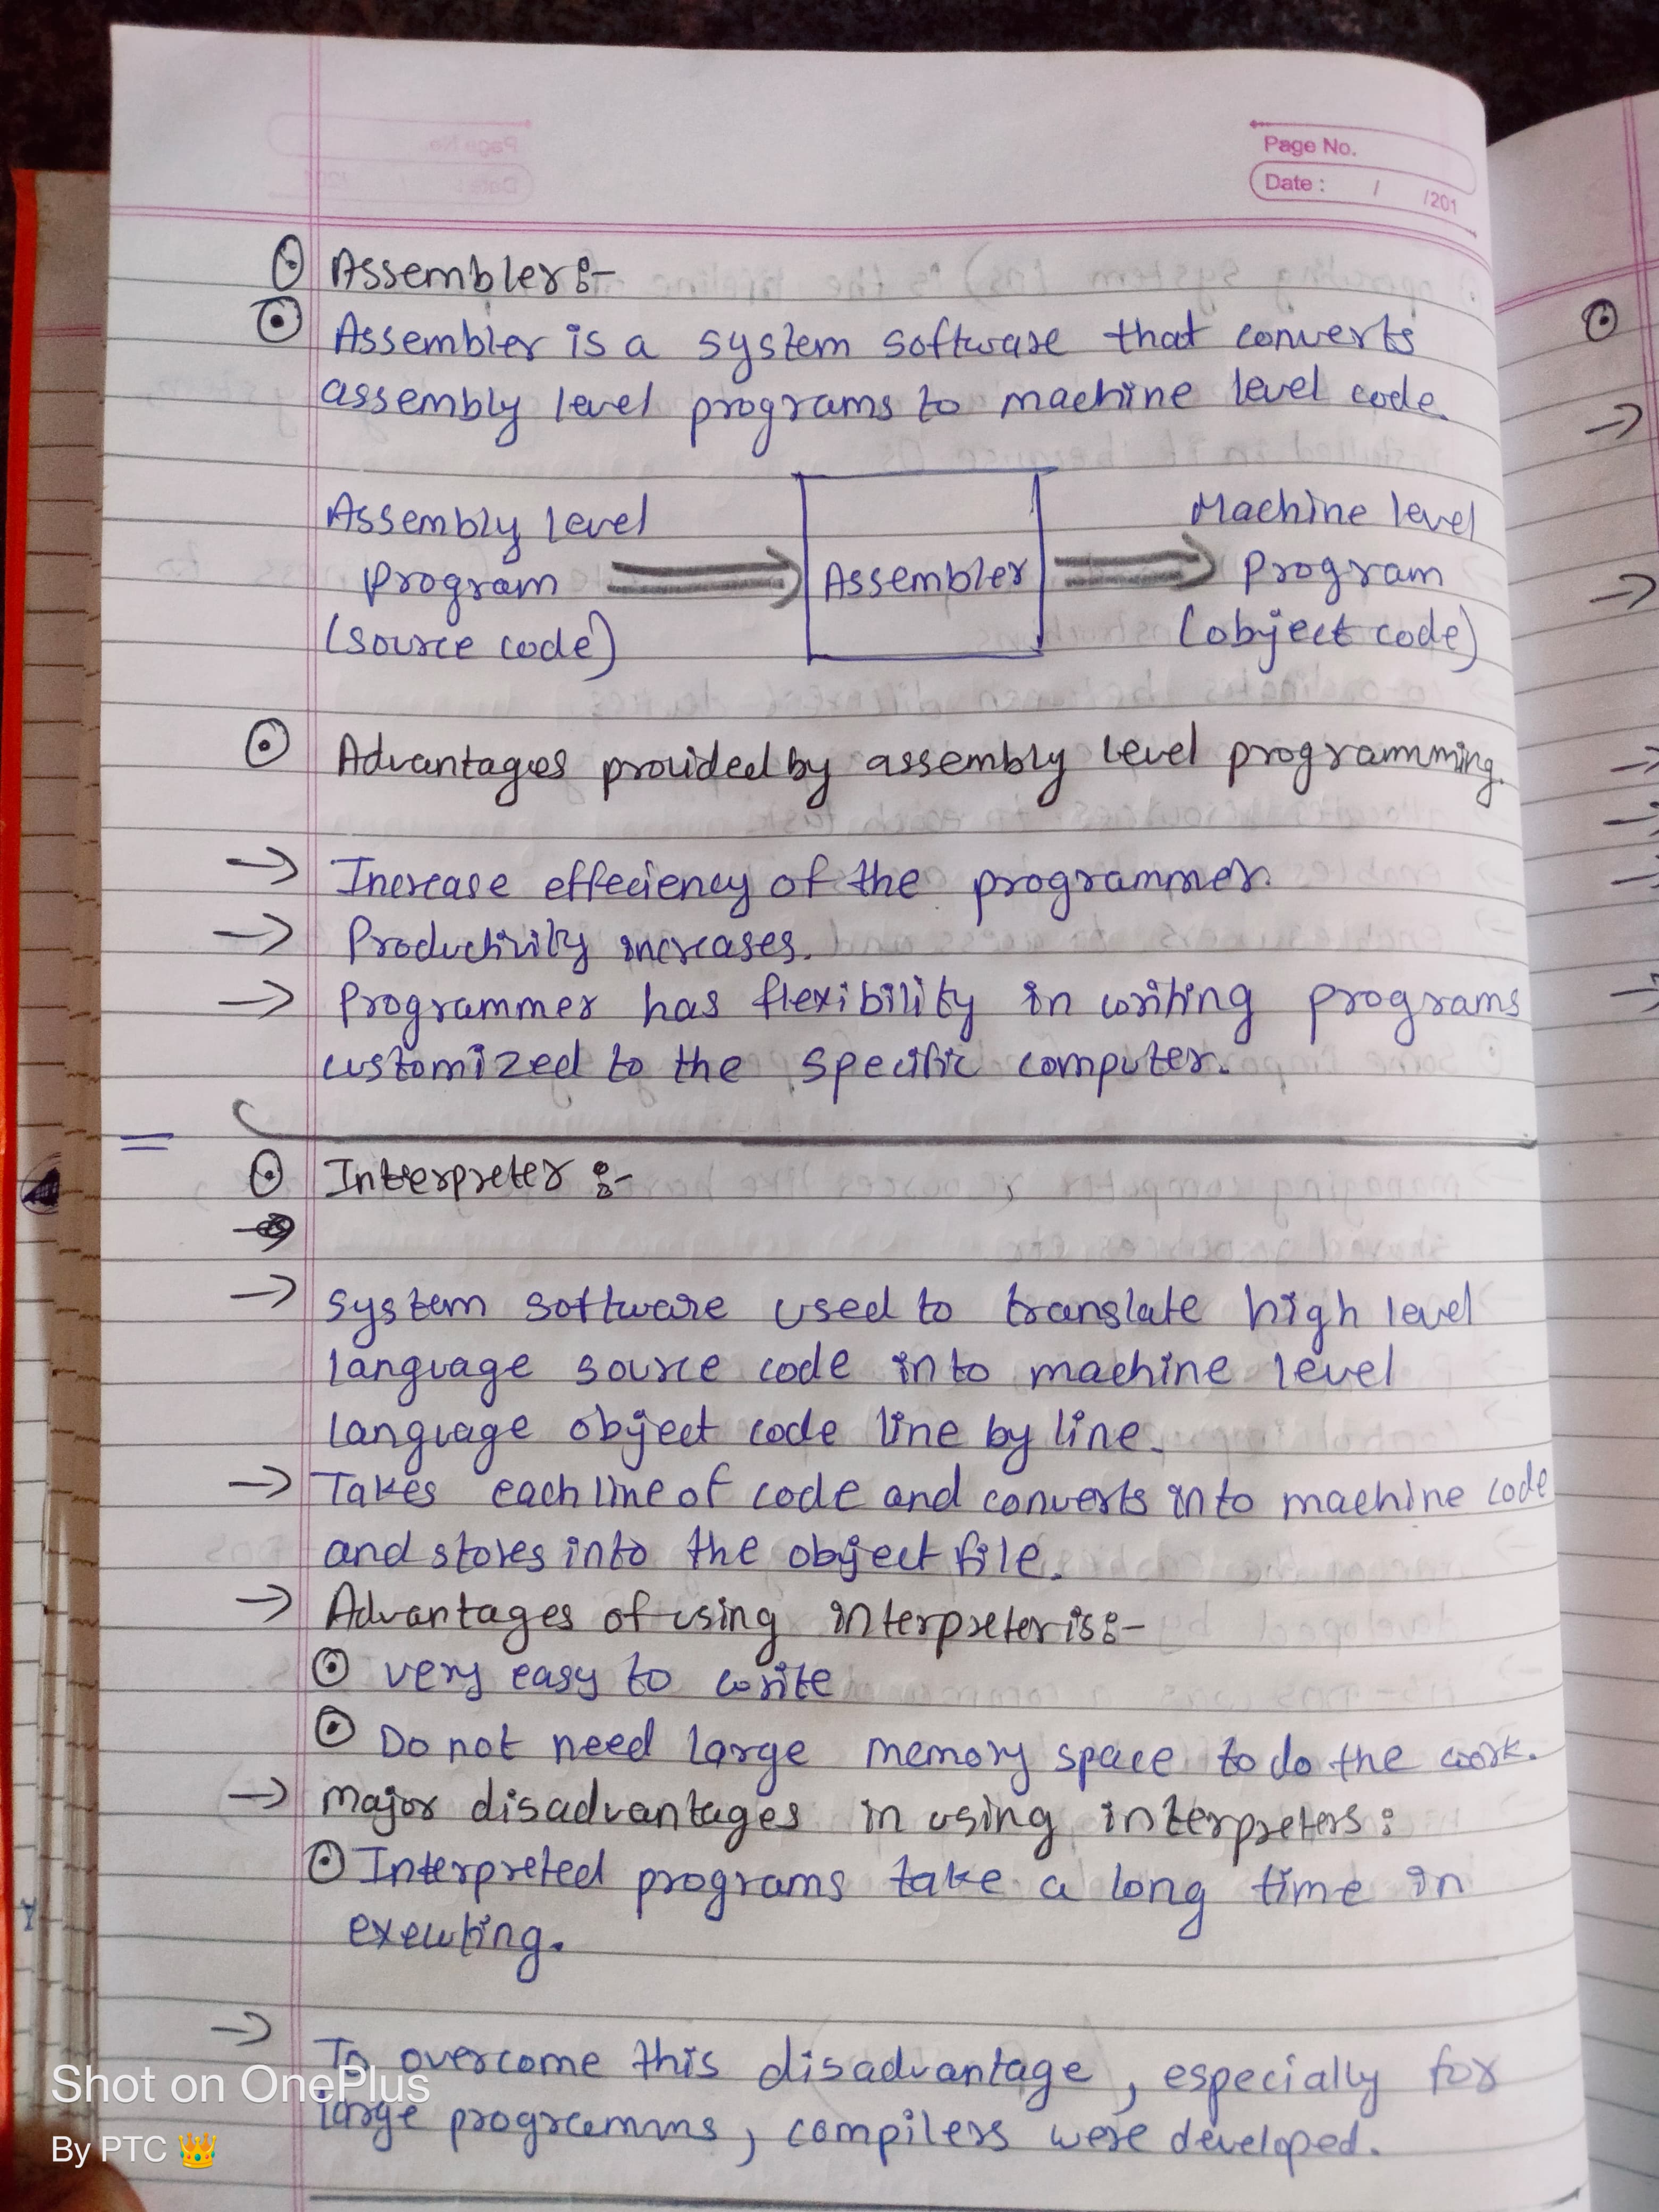 Page No.
Date : / /201
Assembler :-
Assembler is a system software that converts
assembly level programs to machine level code.
Assembly level
program
(source code)
Assembler
Machine level
program
(object code)
Advantages provided by assembly level programming.
→ Increase effeciency of the programmer.
→ Productivity increases.
→ Programmer has flexibility in writing programs
customized to the specific computer.
=
Interpreter :-
→ system software used to translate high level
language source code into machine level
language object code line by line.
→ Takes each line of code and converts into machine code
and stores into the object file.
→ Advantages of using interpreter is :-
very easy to write
Do not need large memory space to do the work.
→ major disadvantages in using interpreters :
Interpreted programs take a long time in
executing.
→ To overcome this disadvantage, especially for
large programms, compilers were developed.
Shot on OnePlus
By PTC 👑